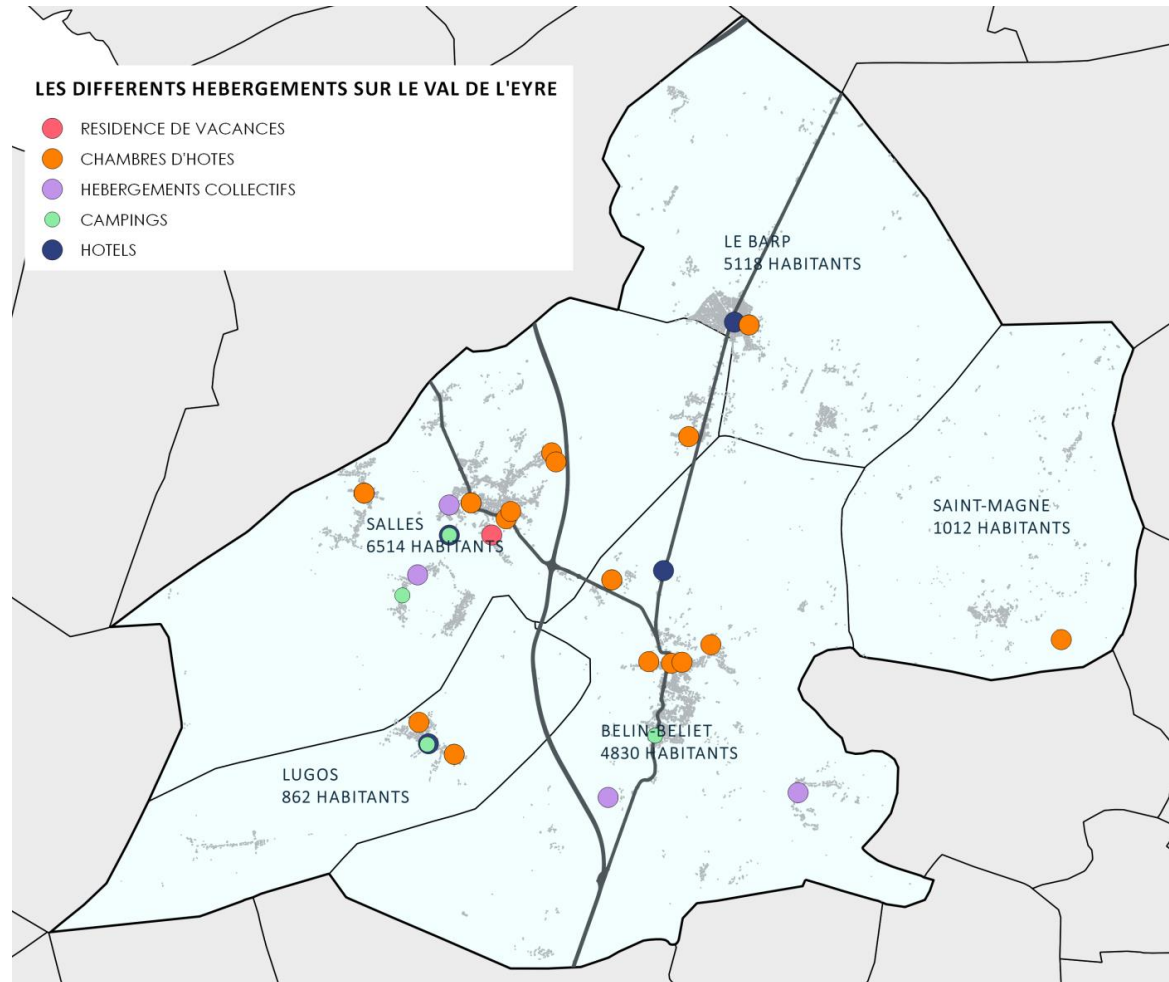 LES DIFFERENTS HEBERGEMENTS SUR LE VAL DE L'EYRE
RESIDENCE DE VACANCES
CHAMBRES D'HOTES
HEBERGEMENTS COLLECTIFS
CAMPINGS
HOTELS
LE BARP
5118 HABITANTS
SAINT-MAGNE
1012 HABITANTS
SALLES
6514 HABITANTS
BELIN-BELIET
4830 HABITANTS
LUGOS
862 HABITANTS